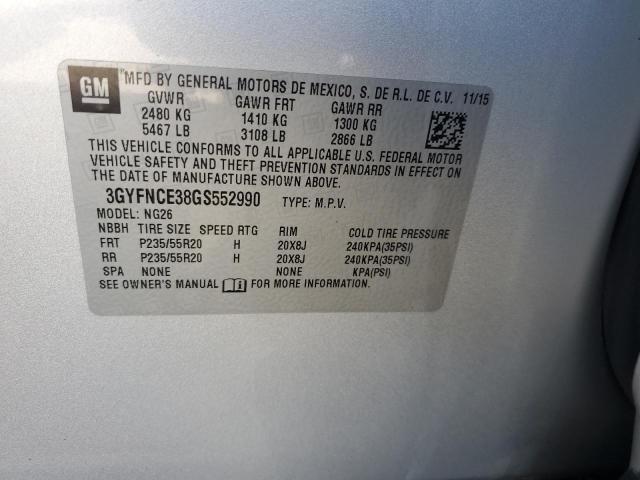 GM
MFD BY GENERAL MOTORS DE MEXICO, S. DE R.L. DE C.V. 11/15
GVWR GAWR FRT GAWR RR
2480 KG 1410 KG 1300 KG
5467 LB 3108 LB 2866 LB
THIS VEHICLE CONFORMS TO ALL APPLICABLE U.S. FEDERAL MOTOR
VEHICLE SAFETY AND THEFT PREVENTION STANDARDS IN EFFECT ON
THE DATE OF MANUFACTURE SHOWN ABOVE.
3GYFNCE38GS552990 TYPE: M.P.V.
MODEL: NG26
NBBH TIRE SIZE SPEED RTG RIM COLD TIRE PRESSURE
FRT P235/55R20 H 20X8J 240KPA(35PSI)
RR P235/55R20 H 20X8J 240KPA(35PSI)
SPA NONE NONE KPA(PSI)
SEE OWNER'S MANUAL FOR MORE INFORMATION.